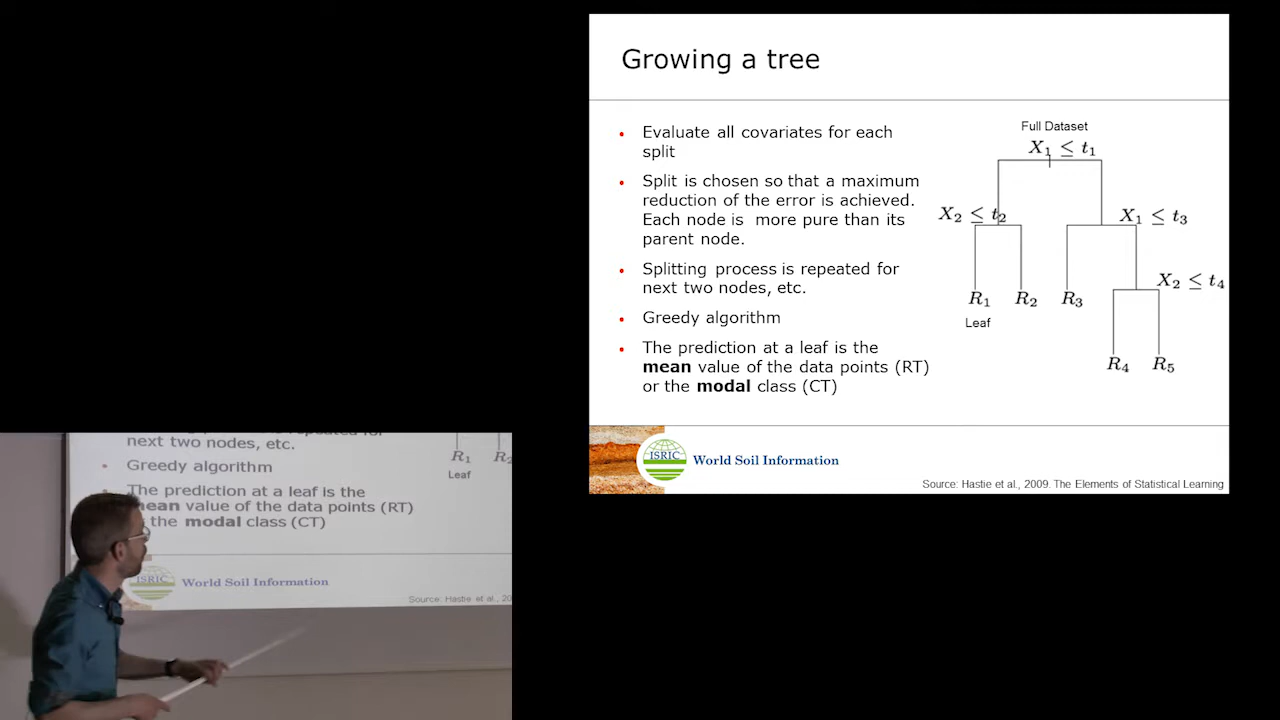 Growing a tree
• Evaluate all covariates for each
split
• Split is chosen so that a maximum
reduction of the error is achieved.
Each node is more pure than its
parent node.
• Splitting process is repeated for
next two nodes, etc.
• Greedy algorithm
• The prediction at a leaf is the
mean value of the data points (RT)
or the modal class (CT)
Full Dataset
X₁ ≤ t₁
X₂ ≤ t₂
X₁ ≤ t₃
X₂ ≤ t₄
R₁
R₂
R₃
Leaf
R₄
R₅
ISRIC
World Soil Information
Source: Hastie et al., 2009. The Elements of Statistical Learning
next two nodes, etc.
• Greedy algorithm
The prediction at a leaf is the
mean value of the data points (RT)
the modal class (CT)
R₁
R₂
Leaf
ISRIC
World Soil Information
Source: Hastie et al., 20